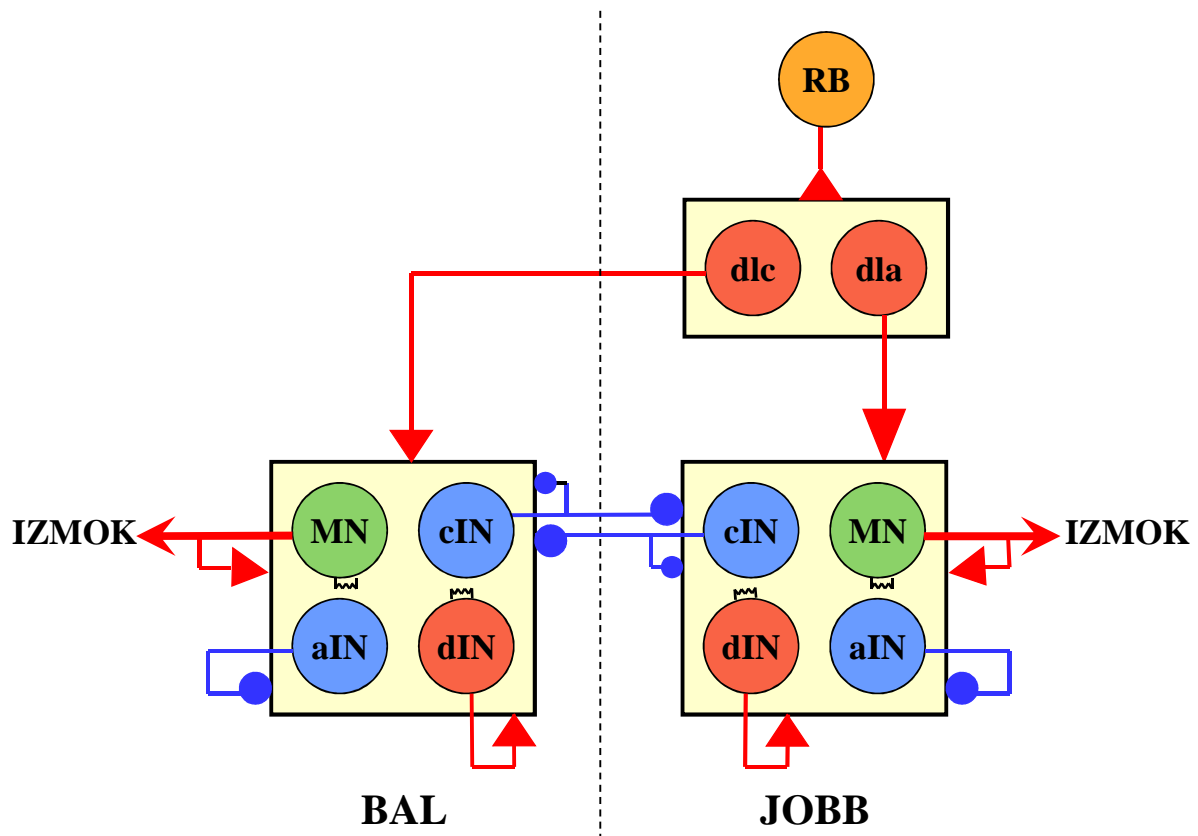 RB
dlc dla
MN cIN cIN MN
IZMOK IZMOK
aIN dIN dIN aIN
BAL JOBB